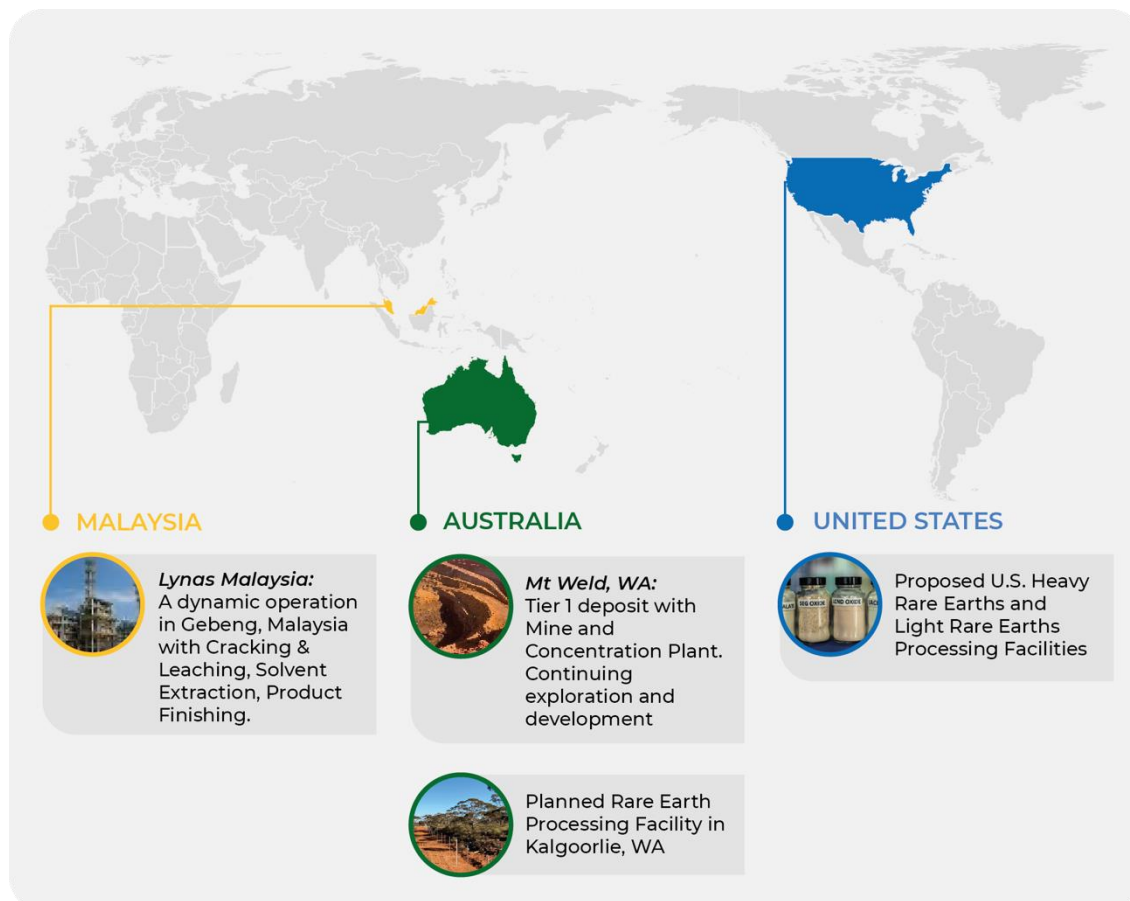 MALAYSIA
Lynas Malaysia:
A dynamic operation
in Gebeng, Malaysia
with Cracking &
Leaching, Solvent
Extraction, Product
Finishing.
AUSTRALIA
Mt Weld, WA:
Tier 1 deposit with
Mine and
Concentration Plant.
Continuing
exploration and
development
Planned Rare Earth
Processing Facility in
Kalgoorlie, WA
UNITED STATES
SEG OXIDE
Proposed U.S. Heavy
Rare Earths and
Light Rare Earths
Processing Facilities